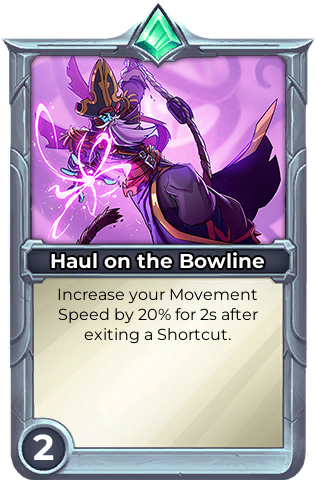 Haul on the Bowline
Increase your Movement
Speed by 20% for 2s after
exiting a Shortcut.
2